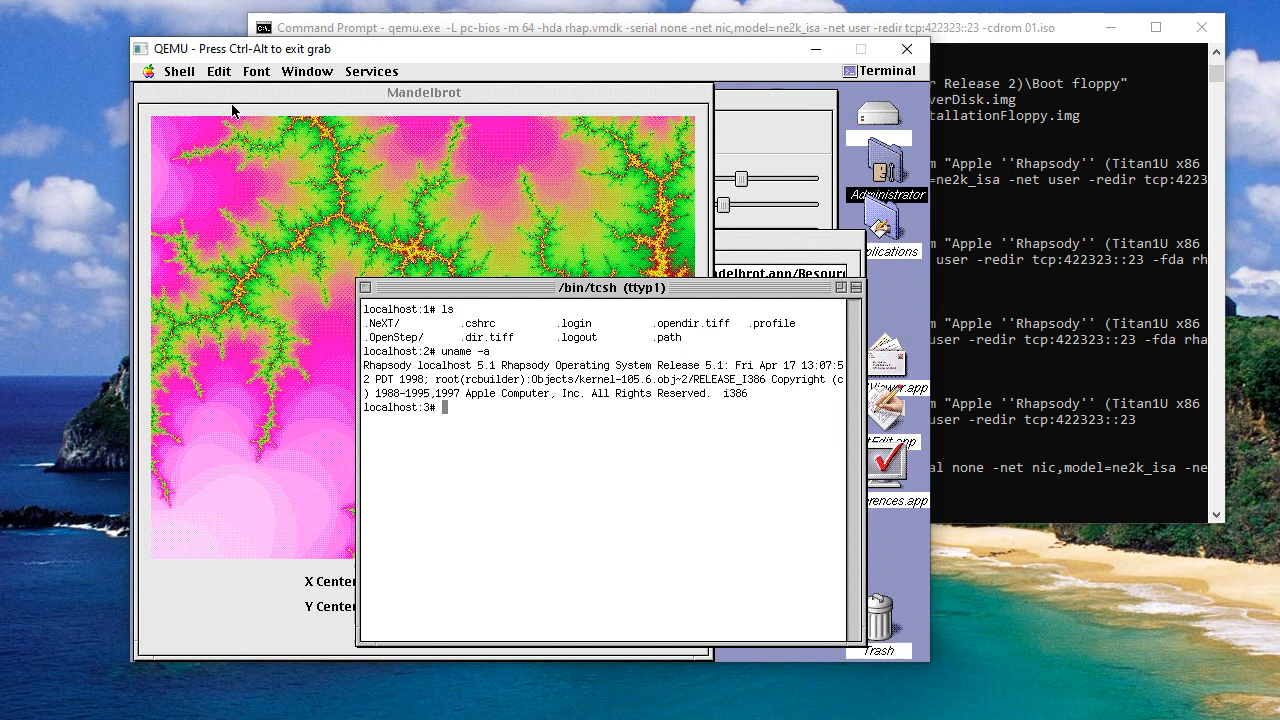 Command Prompt - qemu.exe -L pc-bios -m 64 -hda rhap.vmdk -serial none -net nic,model=ne2k_isa -net user -redir tcp:422323::23 -cdrom 01.iso
QEMU - Press Ctrl-Alt to exit grab
Shell Edit Font Window Services
Terminal
Mandelbrot
r Release 2)\Boot floppy"
verDisk.img
tallationFloppy.img
m "Apple ''Rhapsody'' (Titan1U x86
=ne2k_isa -net user -redir tcp:4223
m "Apple ''Rhapsody'' (Titan1U x86
user -redir tcp:422323::23 -fda rh
m "Apple ''Rhapsody'' (Titan1U x86
user -redir tcp:422323::23 -fda rha
m "Apple ''Rhapsody'' (Titan1U x86
user -redir tcp:422323::23
al none -net nic,model=ne2k_isa -ne
Administrator
plications
delbrot.app/Resour
/bin/tcsh (ttyp1)
localhost:1# ls
.NeXT/ .cshrc .login .opendir.tiff .profile
.OpenStep/ .dir.tiff .logout .path
localhost:2# uname -a
Rhapsody localhost 5.1 Rhapsody Operating System Release 5.1: Fri Apr 17 13:07:5
2 PDT 1998; root(rcbuilder):Objects/kernel-105.6.obj-2/RELEASE_I386 Copyright (c
) 1988-1995,1997 Apple Computer, Inc. All Rights Reserved. i386
localhost:3#
X Center
Y Center
erences.app
Trash